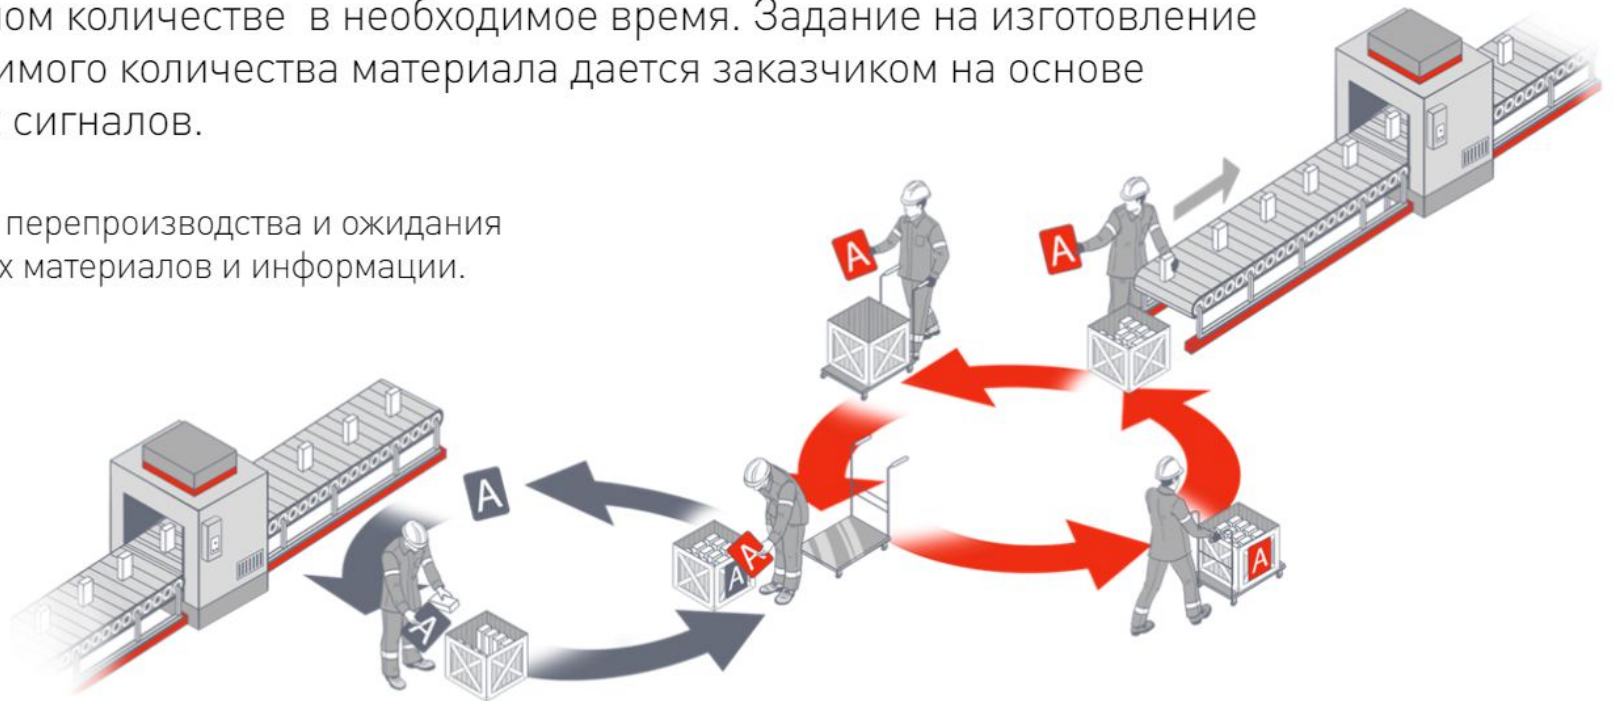 ом количестве в необходимое время. Задание на изготовление
имого количества материала дается заказчиком на основе
сигналов.
перепроизводства и ожидания
х материалов и информации.
A
A
A
A
A
A
A